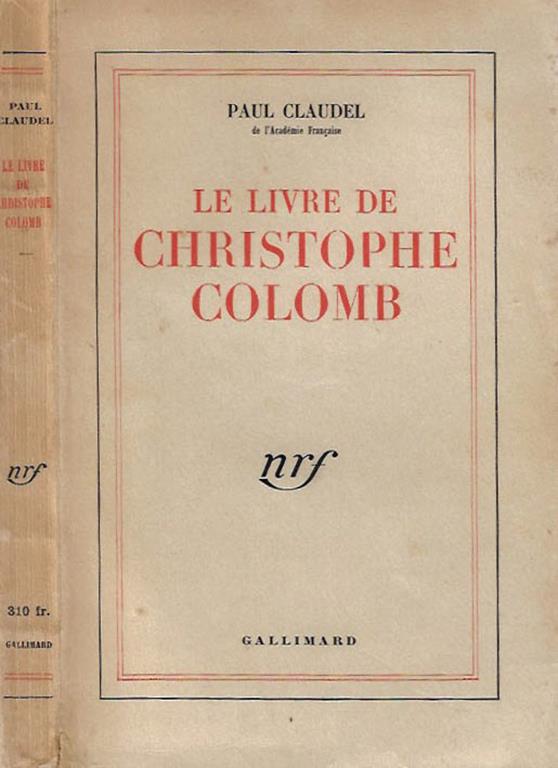 PAUL
CLAUDEL
LE LIVRE
DE
CHRISTOPHE
COLOMB
nrf
310 fr.
GALLIMARD
PAUL CLAUDEL
de l'Académie Française
LE LIVRE DE
CHRISTOPHE
COLOMB
nrf
GALLIMARD